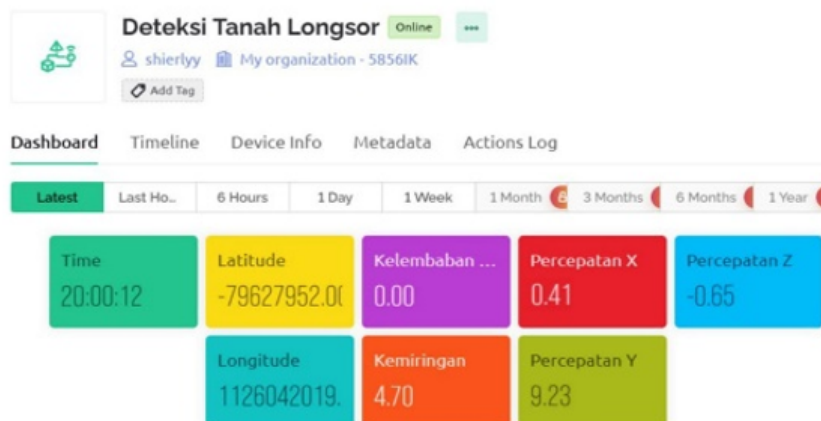 Deteksi Tanah Longsor Online
shierlyy My organization - 5856IK
Add Tag
Dashboard Timeline Device Info Metadata Actions Log
Latest Last Ho... 6 Hours 1 Day 1 Week 1 Month 3 Months 6 Months 1 Year
Time Latitude Kelembaban ... Percepatan X Percepatan Z
20:00:12 -79627952.0 0.00 0.41 -0.65
Longitude Kemiringan Percepatan Y
1126042019. 4.70 9.23